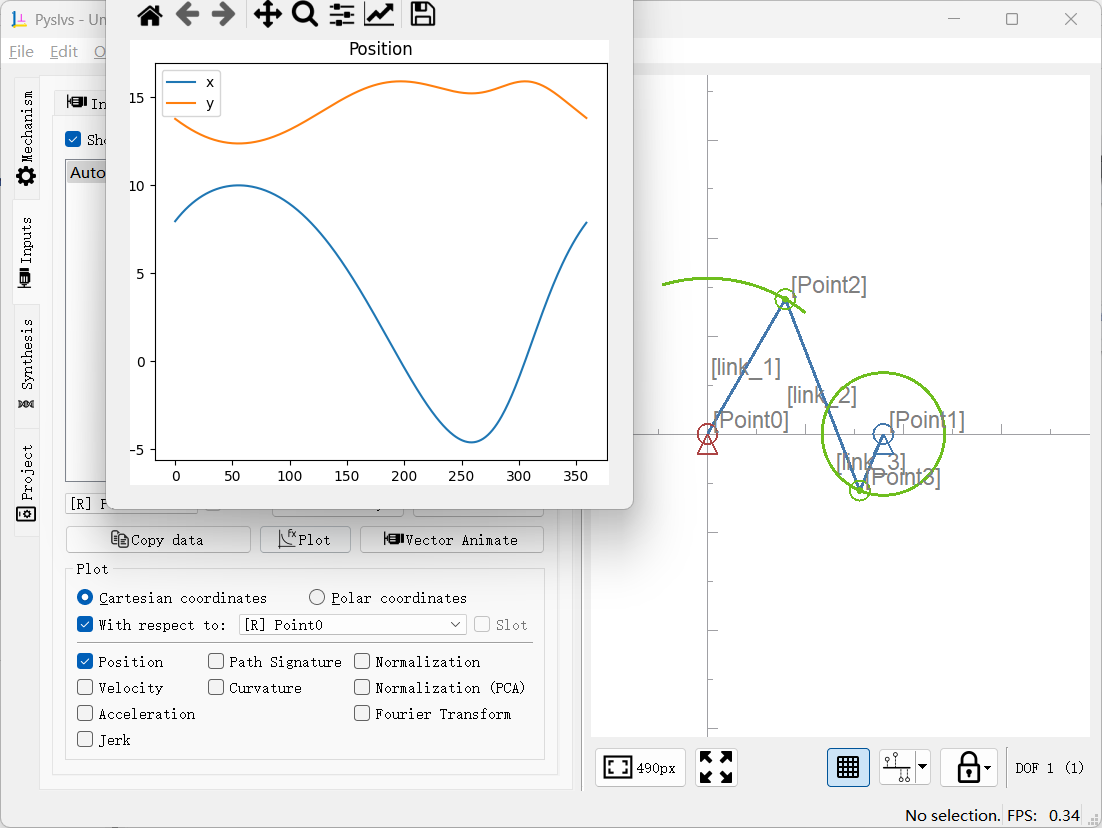 Pyslvs - Un
File Edit O
Mechanism
Inputs
Synthesis
Project
In
Sho
Auto
[R] P
Position
x
y
15
10
5
0
-5
0 50 100 150 200 250 300 350
Copy data
Plot
Vector Animate
Plot
Cartesian coordinates
Polar coordinates
With respect to:
[R] Point0
Slot
Position Path Signature Normalization
Velocity Curvature Normalization (PCA)
Acceleration Fourier Transform
Jerk
[Point2]
[link_1]
[link_2]
[Point0]
[Point1]
[link_3]
[Point3]
490px
DOF 1 (1)
No selection. FPS: 0.34